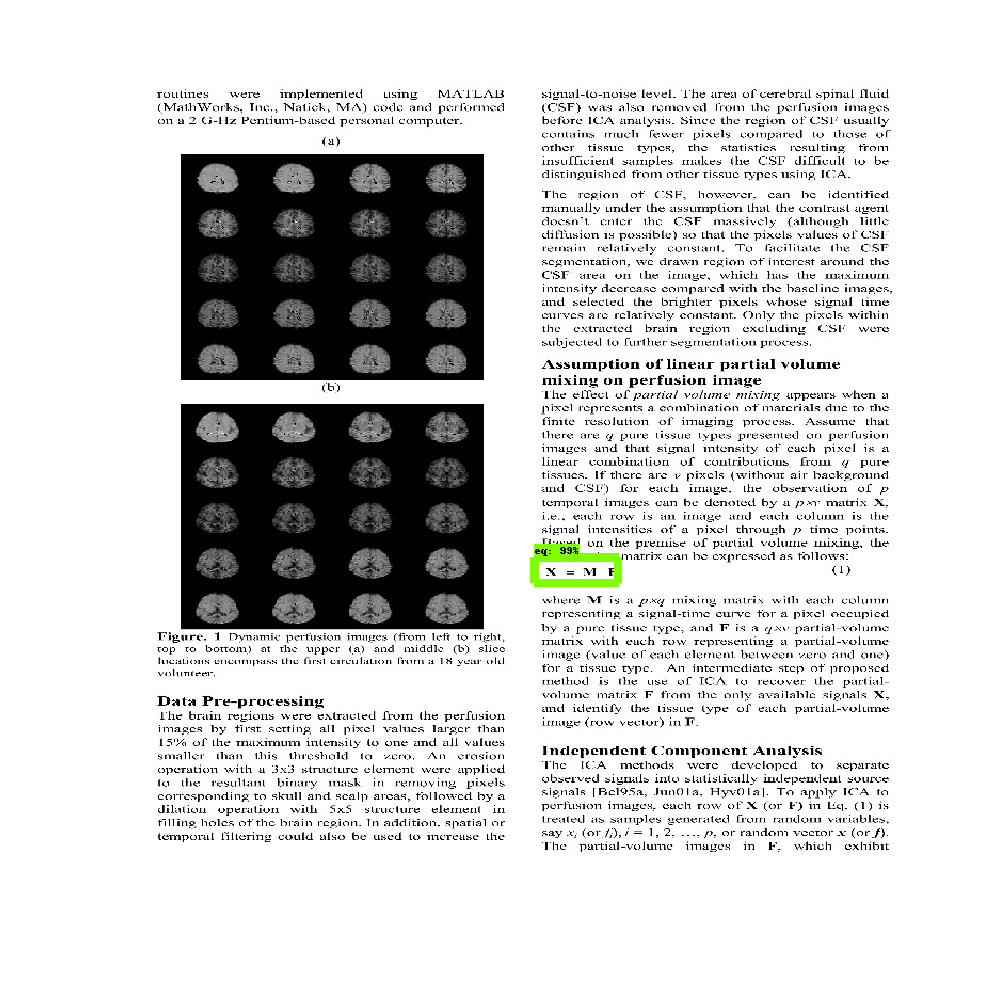 routines were implemented using MATLAB
(MathWorks, Inc., Natick, MA) code and performed
on a 2 G-Hz Pentium-based personal computer.
(a)
(b)
Figure. 1 Dynamic perfusion images (from left to right,
top to bottom) at the upper (a) and middle (b) slice
locations encompass the first circulation from a 18 year-old
volunteer.
Data Pre-processing
The brain regions were extracted from the perfusion
images by first setting all pixel values larger than
15% of the maximum intensity to one and all values
smaller than this threshold to zero. An erosion
operation with a 3x3 structure element were applied
to the resultant binary mask in removing pixels
corresponding to skull and scalp areas, followed by a
dilation operation with 5x5 structure element in
filling holes of the brain region. In addition, spatial or
temporal filtering could also be used to increase the
signal-to-noise level. The area of cerebral spinal fluid
(CSF) was also removed from the perfusion images
before ICA analysis. Since the region of CSF usually
contains much fewer pixels compared to those of
other tissue types, the statistics resulting from
insufficient samples makes the CSF difficult to be
distinguished from other tissue types using ICA.
The region of CSF, however, can be identified
manually under the assumption that the contrast agent
doesn't enter the CSF massively (although little
diffusion is possible) so that the pixels values of CSF
remain relatively constant. To facilitate the CSF
segmentation, we drawn region of interest around the
CSF area on the image, which has the maximum
intensity decrease compared with the baseline images,
and selected the brighter pixels whose signal time
curves are relatively constant. Only the pixels within
the extracted brain region excluding CSF were
subjected to further segmentation process.
Assumption of linear partial volume
mixing on perfusion image
The effect of partial volume mixing appears when a
pixel represents a combination of materials due to the
finite resolution of imaging process. Assume that
there are q pure tissue types presented on perfusion
images and that signal intensity of each pixel is a
linear combination of contributions from q pure
tissues. If there are v pixels (without air background
and CSF) for each image, the observation of p
temporal images can be denoted by a p×v matrix X,
i.e., each row is an image and each column is the
signal intensities of a pixel through p time points.
Based on the premise of partial volume mixing, the
matrix can be expressed as follows:
eq: 99%
X = M F (1)
where M is a p×q mixing matrix with each column
representing a signal-time curve for a pixel occupied
by a pure tissue type, and F is a q×v partial-volume
matrix with each row representing a partial-volume
image (value of each element between zero and one)
for a tissue type. An intermediate step of proposed
method is the use of ICA to recover the partial-
volume matrix F from the only available signals X,
and identify the tissue type of each partial-volume
image (row vector) in F.
Independent Component Analysis
The ICA methods were developed to separate
observed signals into statistically independent source
signals [Bel95a, Jun01a, Hyv01a]. To apply ICA to
perfusion images, each row of X (or F) in Eq. (1) is
treated as samples generated from random variables,
say xᵢ (or fᵢ), i = 1, 2, …, p, or random vector x (or f).
The partial-volume images in F, which exhibit